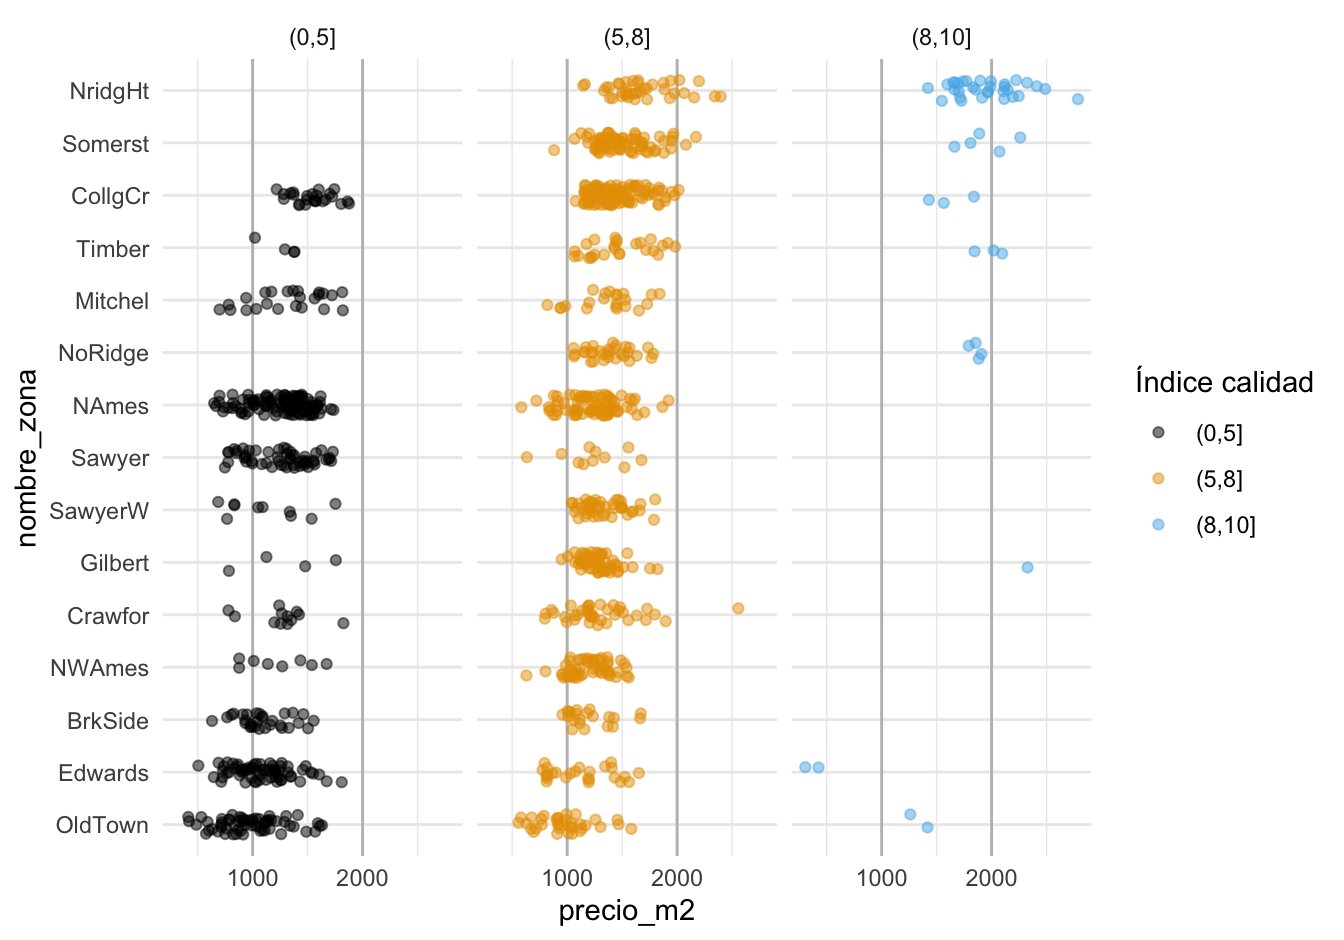 (0,5]
(5,8]
(8,10]
NridgHt
Somerst
CollgCr
Timber
Mitchel
NoRidge
NAmes
Sawyer
SawyerW
Gilbert
Crawfor
NWAmes
BrkSide
Edwards
OldTown
nombre_zona
1000 2000
1000 2000
1000 2000
precio_m2
Índice calidad
(0,5]
(5,8]
(8,10]